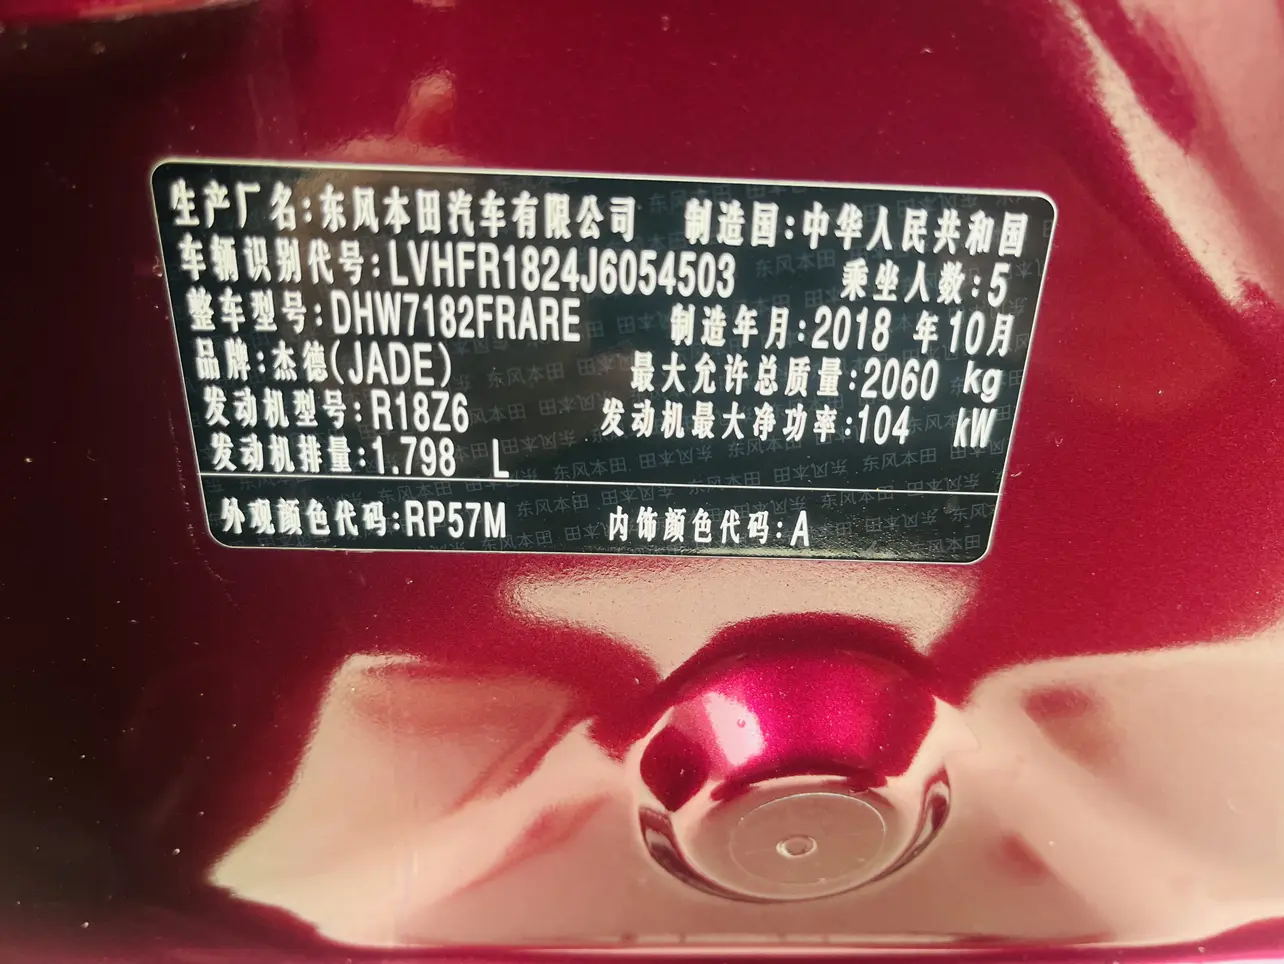 生产厂名:东风本田汽车有限公司 制造国:中华人民共和国
车辆识别代号:LVHFR1824J6054503 乘坐人数:5
整车型号:DHW7182FRARE 制造年月:2018 年10月
品牌:杰德(JADE) 最大允许总质量:2060 kg
发动机型号:R18Z6 发动机最大净功率:104 kW
发动机排量:1.798 L
外观颜色代码:RP57M 内饰颜色代码:A